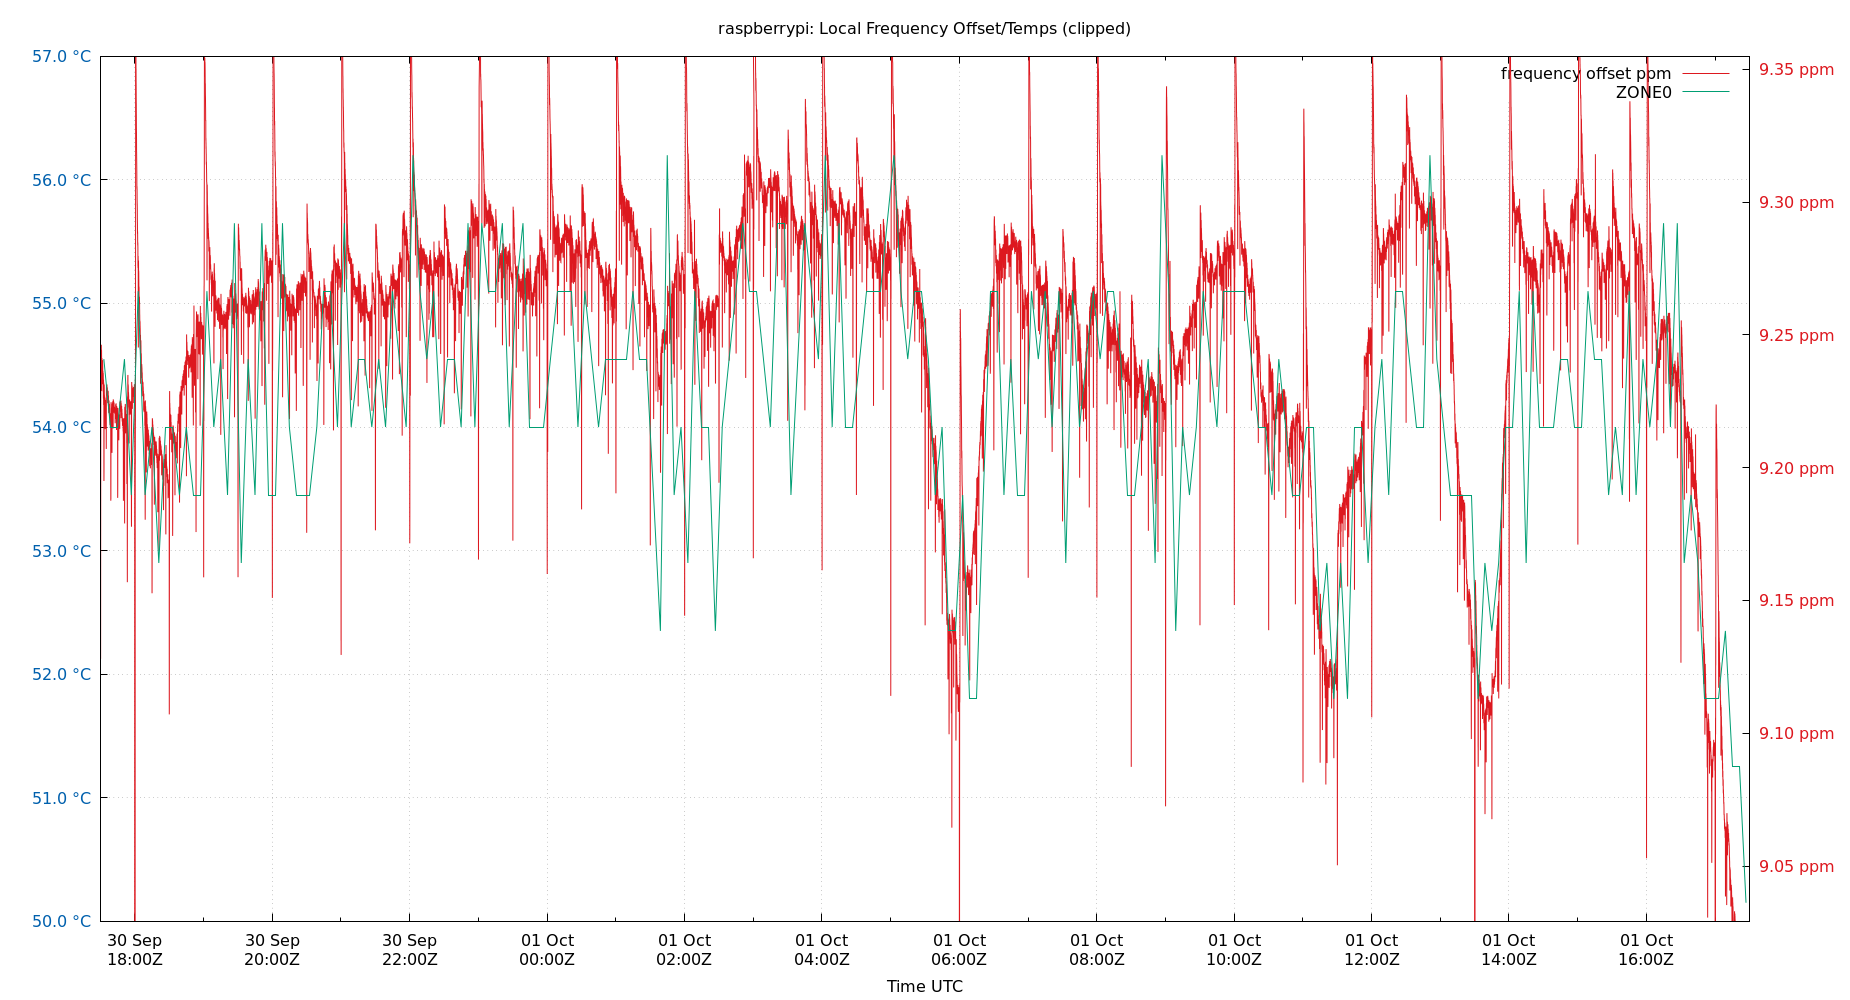 raspberrypi: Local Frequency Offset/Temps (clipped)
57.0 °C
56.0 °C
55.0 °C
54.0 °C
53.0 °C
52.0 °C
51.0 °C
50.0 °C
frequency offset ppm
ZONE0
9.35 ppm
9.30 ppm
9.25 ppm
9.20 ppm
9.15 ppm
9.10 ppm
9.05 ppm
30 Sep 30 Sep 30 Sep 01 Oct 01 Oct 01 Oct 01 Oct 01 Oct 01 Oct 01 Oct 01 Oct 01 Oct
18:00Z 20:00Z 22:00Z 00:00Z 02:00Z 04:00Z 06:00Z 08:00Z 10:00Z 12:00Z 14:00Z 16:00Z
Time UTC